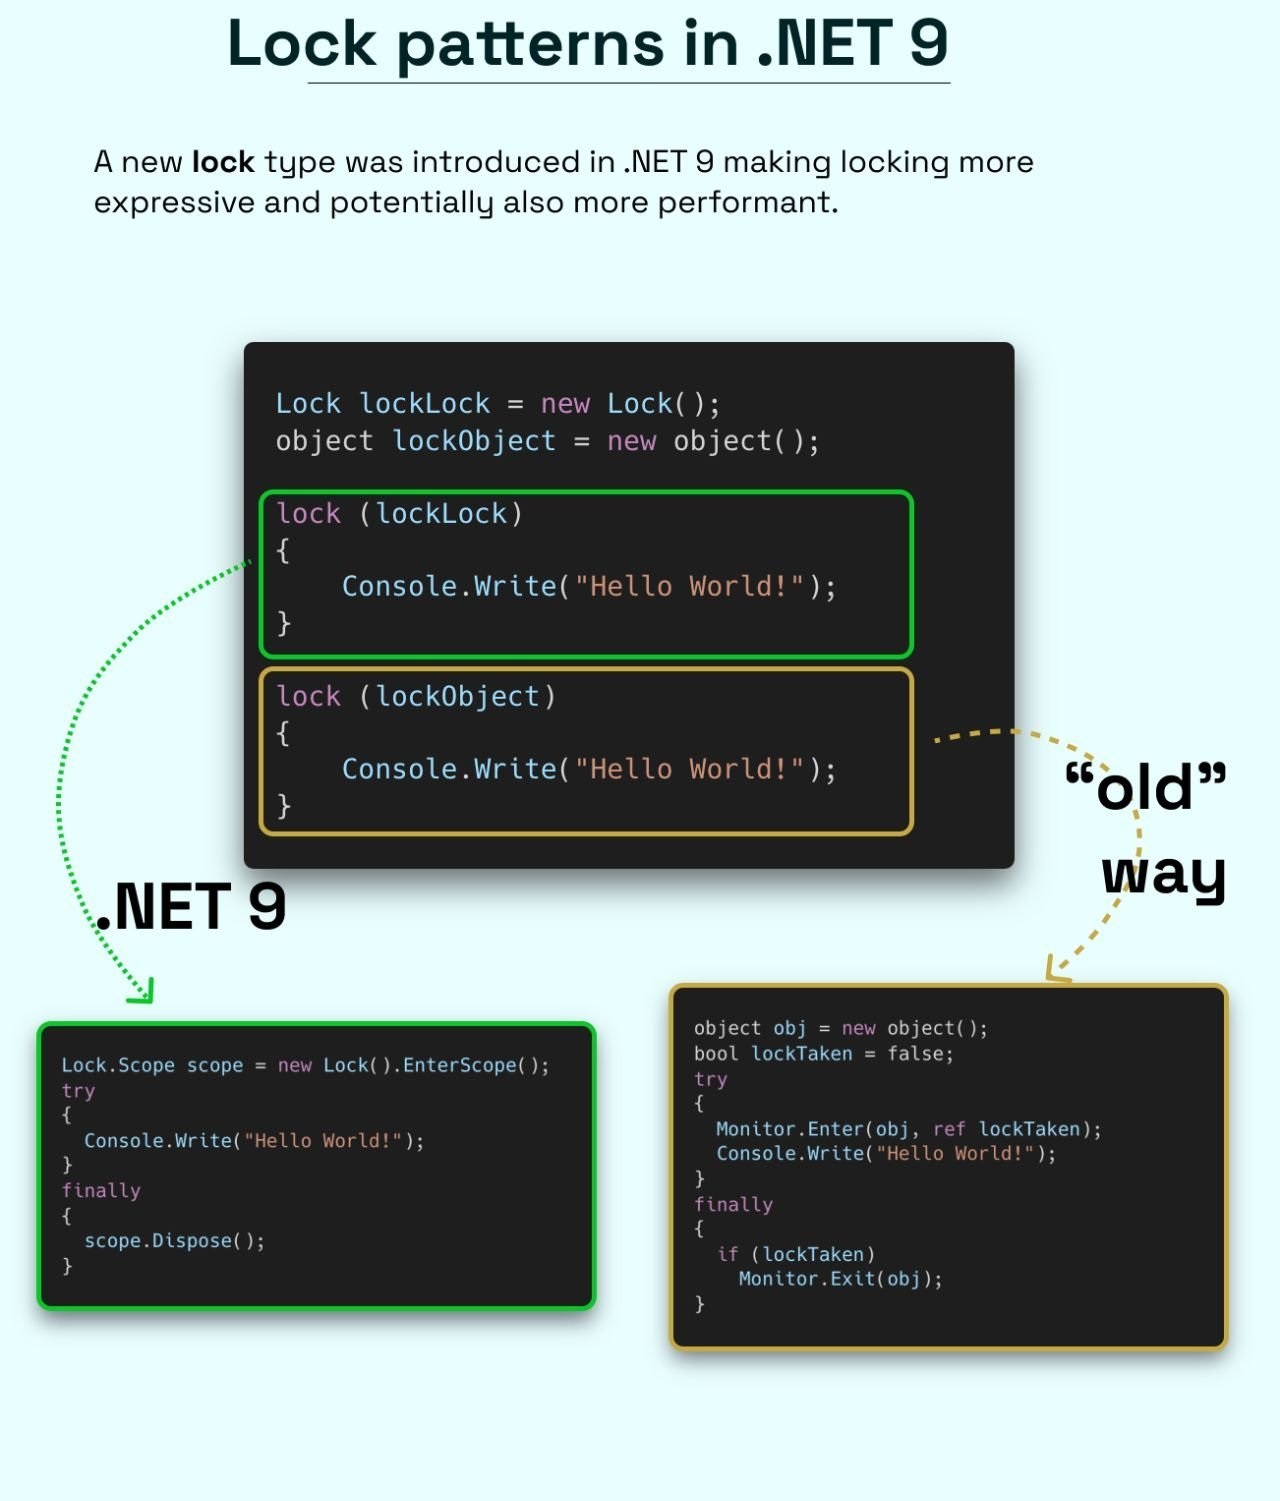 Lock patterns in .NET 9
A new lock type was introduced in .NET 9 making locking more
expressive and potentially also more performant.
Lock lockLock = new Lock();
object lockObject = new object();
lock (lockLock)
{
    Console.Write("Hello World!");
}
lock (lockObject)
{
    Console.Write("Hello World!");
}
“old”
way
.NET 9
Lock.Scope scope = new Lock().EnterScope();
try
{
  Console.Write("Hello World!");
}
finally
{
  scope.Dispose();
}
object obj = new object();
bool lockTaken = false;
try
{
  Monitor.Enter(obj, ref lockTaken);
  Console.Write("Hello World!");
}
finally
{
  if (lockTaken)
    Monitor.Exit(obj);
}